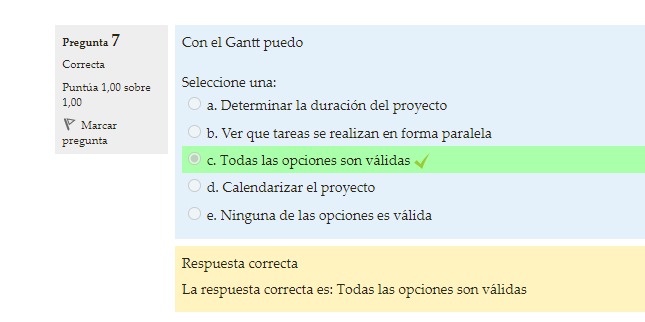 Pregunta 7
Correcta
Puntúa 1,00 sobre
1,00
Marcar
pregunta
Con el Gantt puedo
Seleccione una:
a. Determinar la duración del proyecto
b. Ver que tareas se realizan en forma paralela
c. Todas las opciones son válidas
d. Calendarizar el proyecto
e. Ninguna de las opciones es válida
Respuesta correcta
La respuesta correcta es: Todas las opciones son válidas